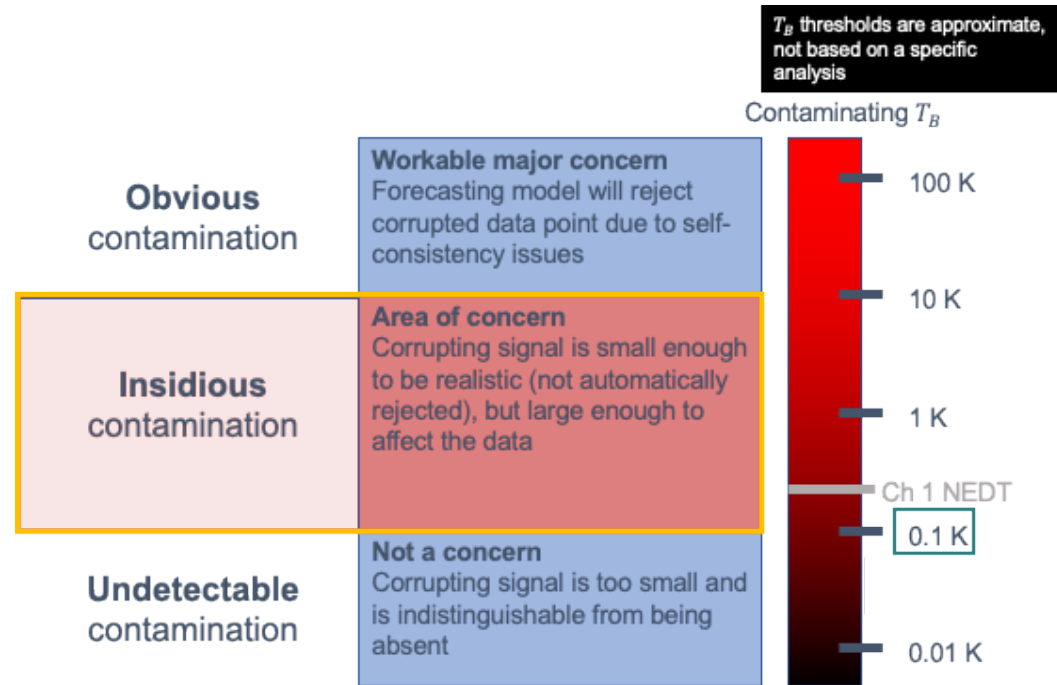 T_B thresholds are approximate,
not based on a specific
analysis
Contaminating T_B
Obvious
contamination
Workable major concern
Forecasting model will reject
corrupted data point due to self-
consistency issues
100 K
10 K
Insidious
contamination
Area of concern
Corrupting signal is small enough
to be realistic (not automatically
rejected), but large enough to
affect the data
1 K
Ch 1 NEDT
0.1 K
Undetectable
contamination
Not a concern
Corrupting signal is too small and
is indistinguishable from being
absent
0.01 K